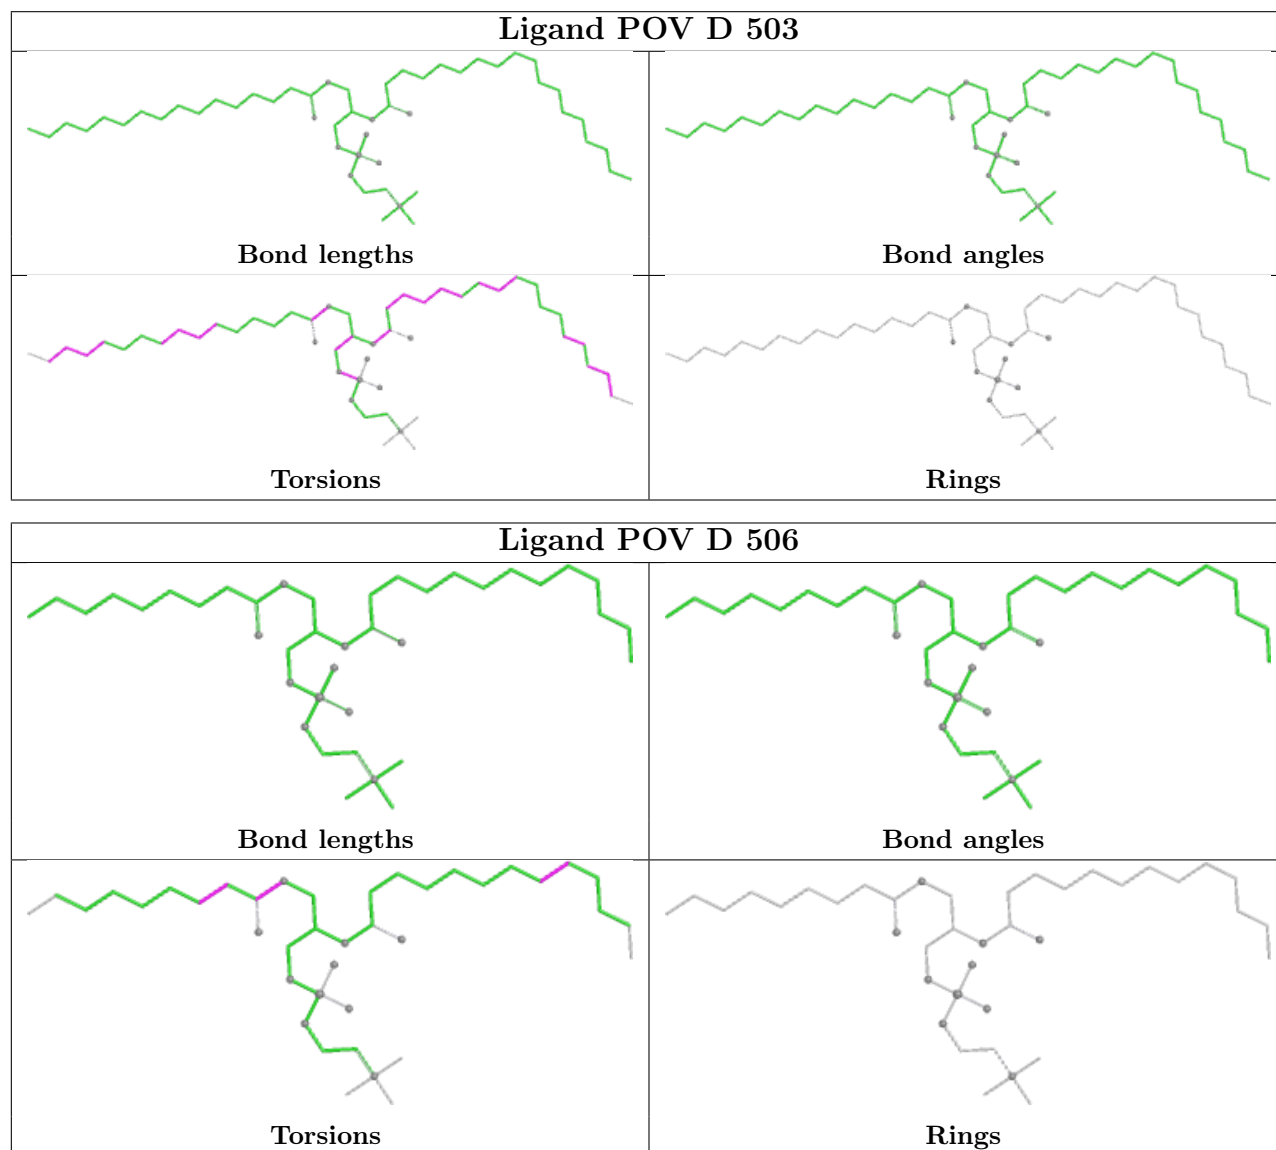 Ligand POV D 503
Bond lengths
Bond angles
Torsions
Rings
Ligand POV D 506
Bond lengths
Bond angles
Torsions
Rings